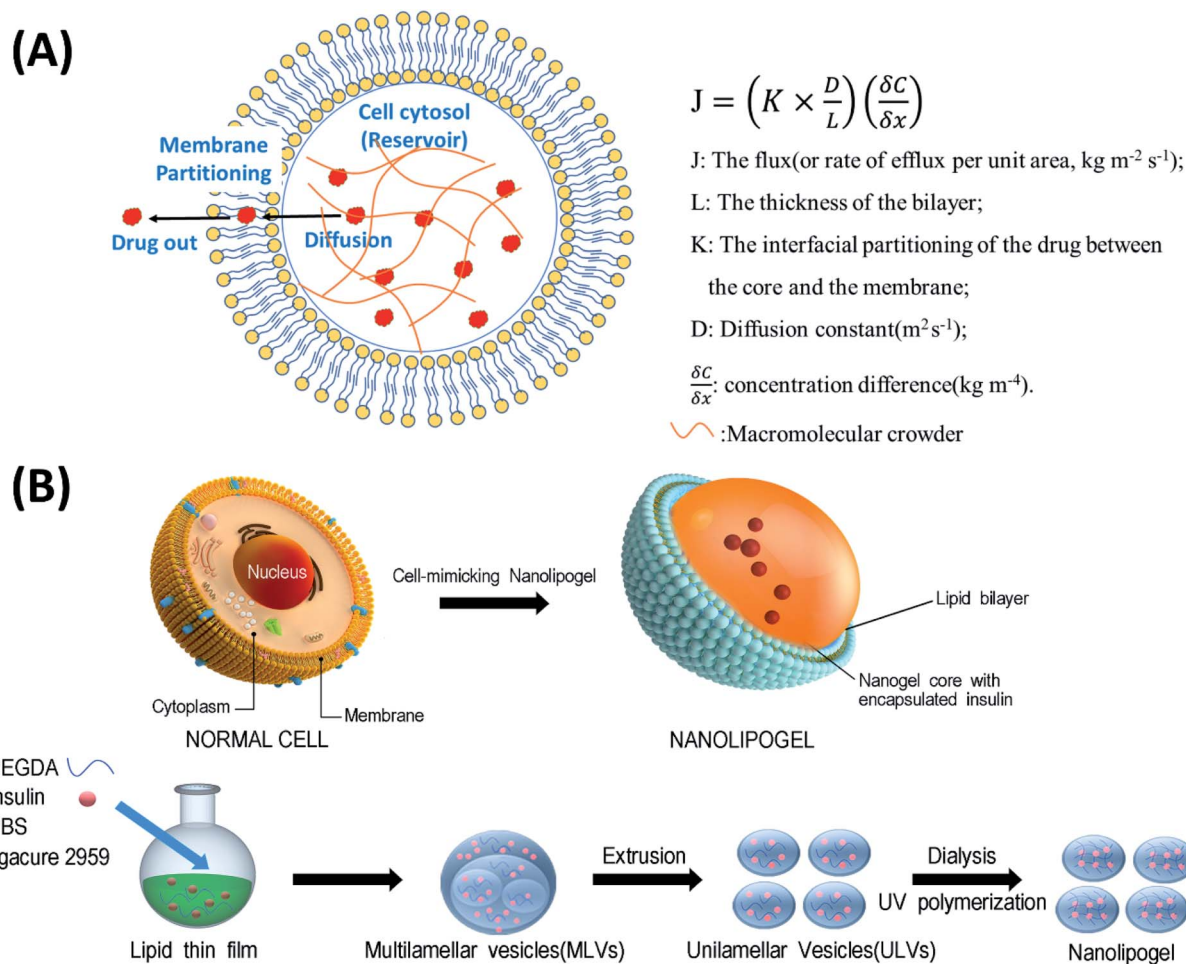 (A)
Cell cytosol
(Reservoir)
Membrane
Partitioning
Drug out
Diffusion
J = (K × D/L) (δC/δx)
J: The flux(or rate of efflux per unit area, kg m⁻² s⁻¹);
L: The thickness of the bilayer;
K: The interfacial partitioning of the drug between
the core and the membrane;
D: Diffusion constant(m²s⁻¹);
δC/δx: concentration difference(kg m⁻⁴).
:Macromolecular crowder
(B)
Nucleus
Cytoplasm
Membrane
NORMAL CELL
Cell-mimicking Nanolipogel
Lipid bilayer
Nanogel core with
encapsulated insulin
NANOLIPOGEL
EGDA
nsulin
BS
gacure 2959
Lipid thin film
Multilamellar vesicles(MLVs)
Extrusion
Unilamellar Vesicles(ULVs)
Dialysis
UV polymerization
Nanolipogel